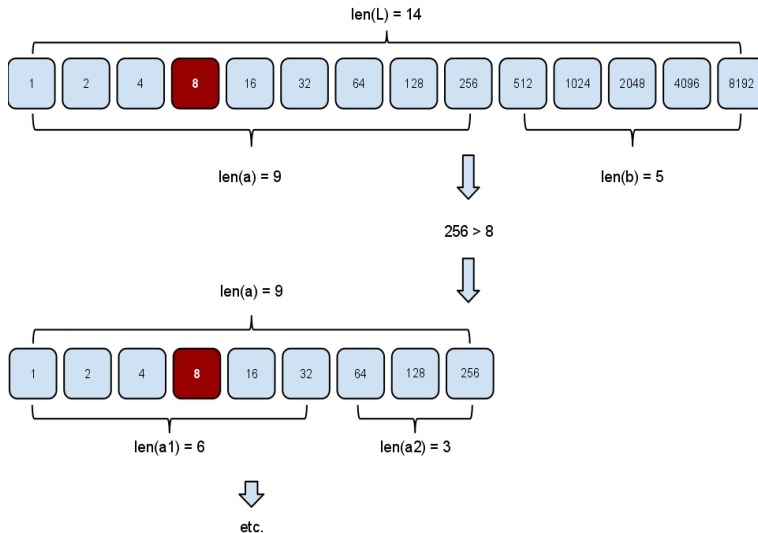 len(L) = 14
1 2 4 8 16 32 64 128 256 512 1024 2048 4096 8192
len(a) = 9 len(b) = 5
256 > 8
len(a) = 9
1 2 4 8 16 32 64 128 256
len(a1) = 6 len(a2) = 3
etc.